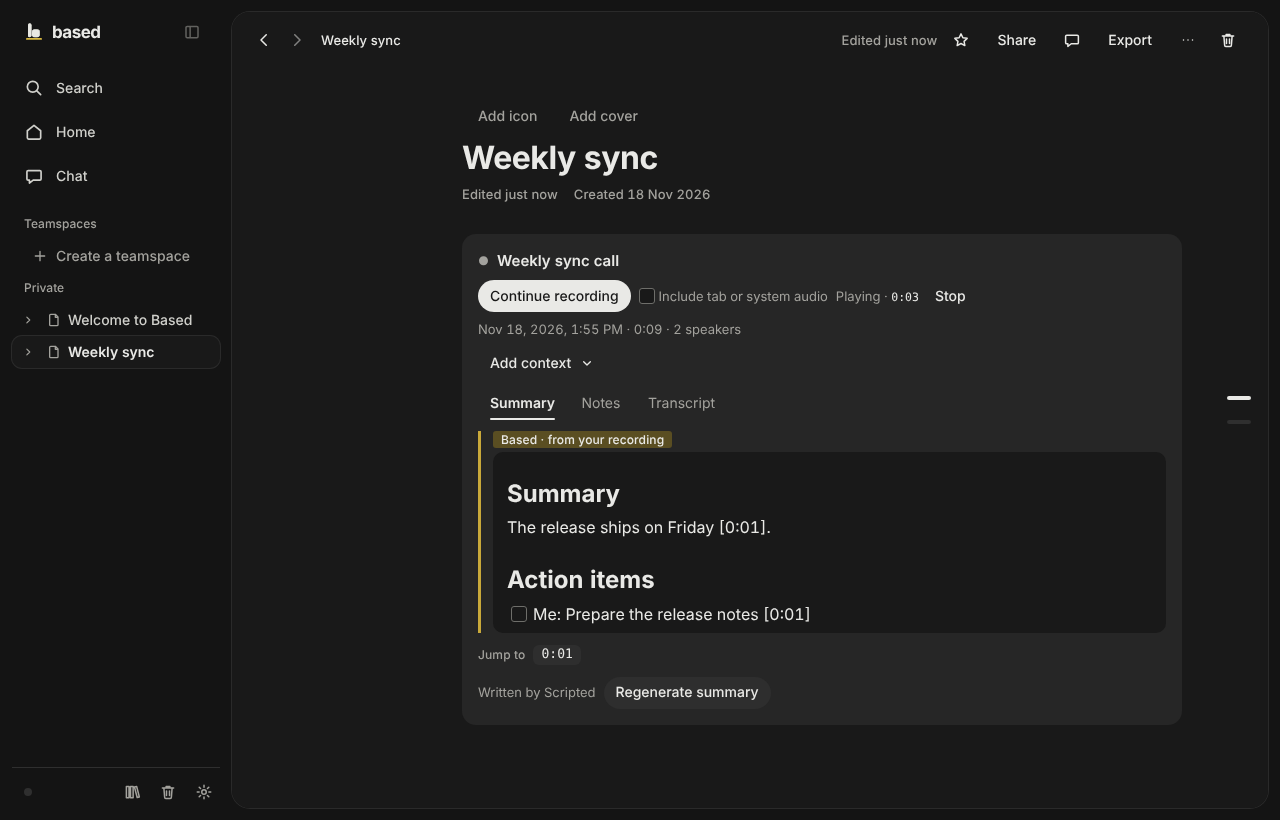 based
Search
Home
Chat
Teamspaces
Create a teamspace
Private
Welcome to Based
Weekly sync
Weekly sync
Edited just now
Share
Export
Add icon
Add cover
Weekly sync
Edited just now Created 18 Nov 2026
Weekly sync call
Continue recording Include tab or system audio Playing · 0:03 Stop
Nov 18, 2026, 1:55 PM · 0:09 · 2 speakers
Add context
Summary Notes Transcript
Based · from your recording
Summary
The release ships on Friday [0:01].
Action items
Me: Prepare the release notes [0:01]
Jump to 0:01
Written by Scripted Regenerate summary